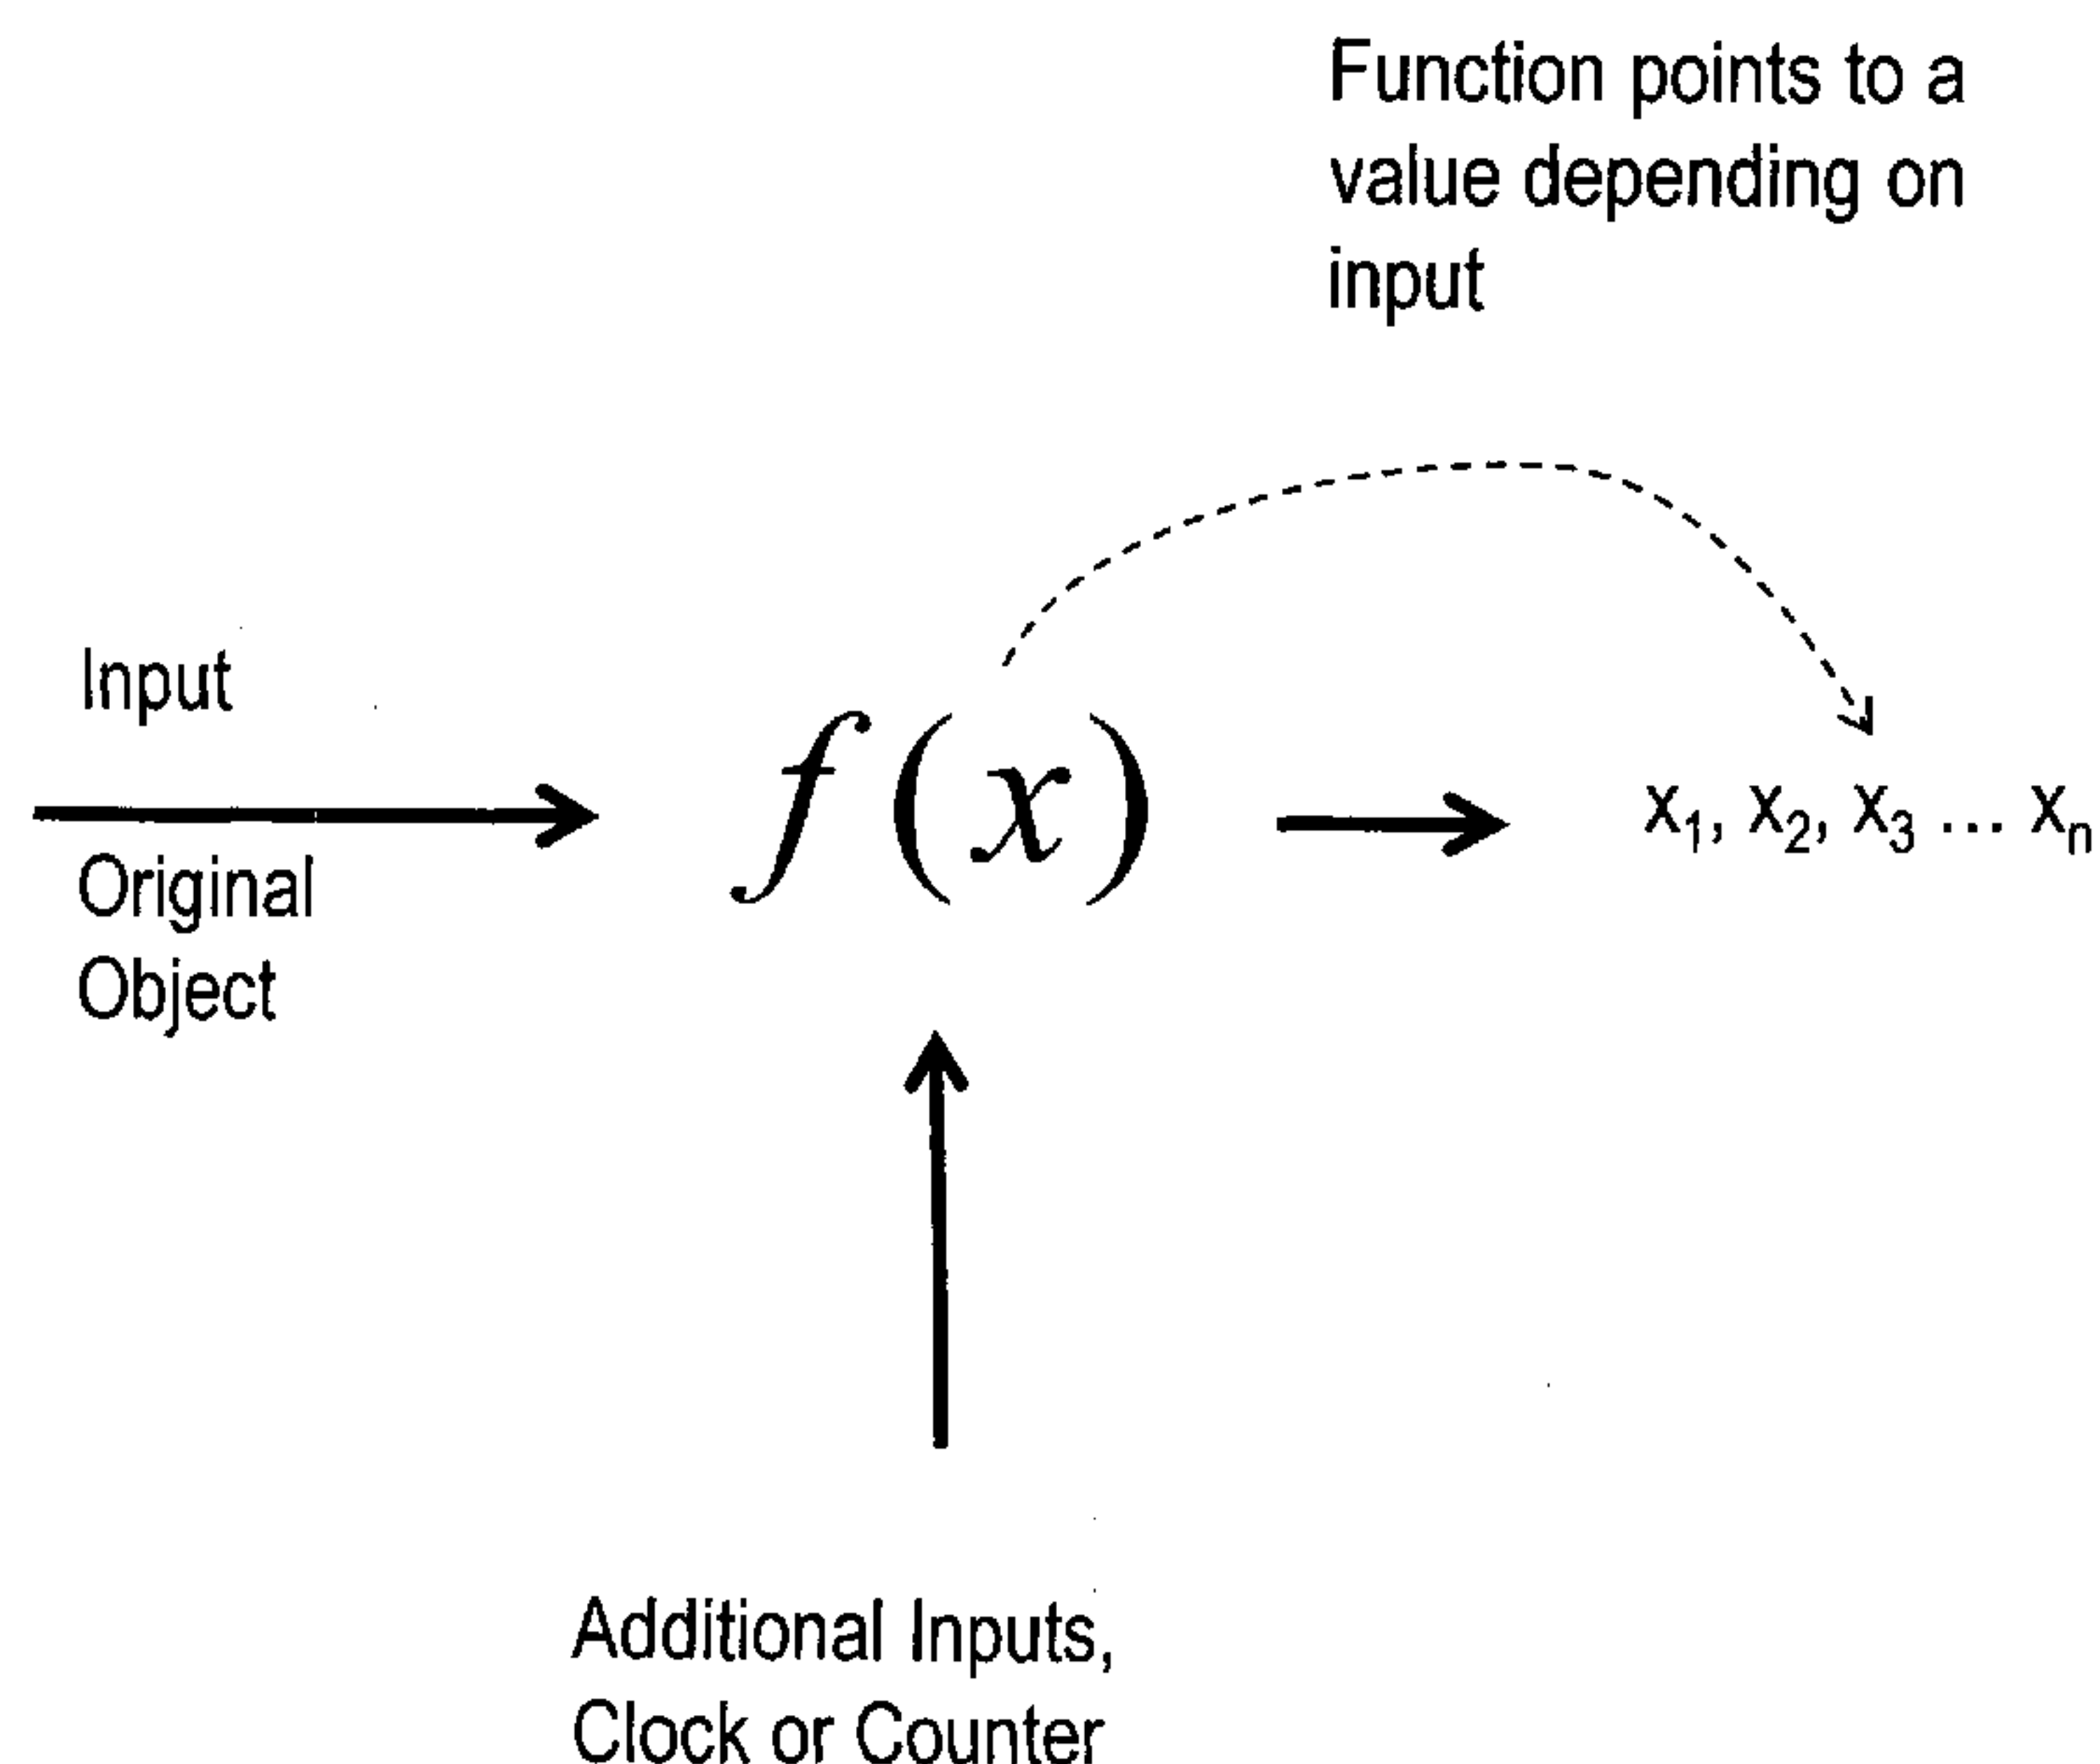 Function points to a
value depending on
input
Input
Original
Object
f(x)
x₁, x₂, x₃ ... xₙ
Additional Inputs,
Clock or Counter